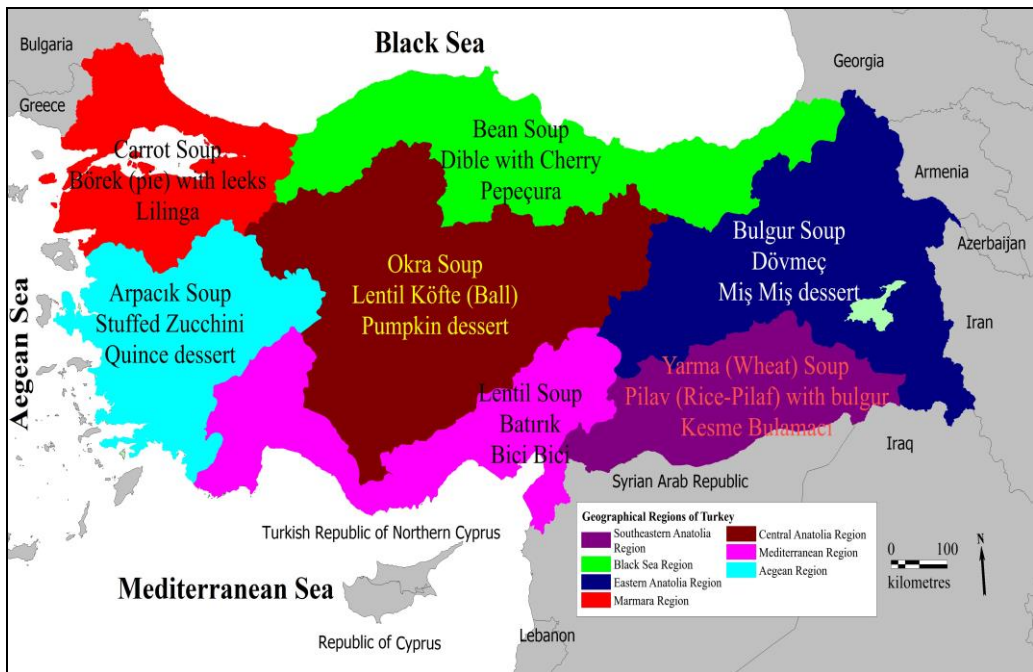 Bulgaria
Black Sea
Georgia
Greece
Carrot Soup
Börek (pie) with leeks
Lilinga
Bean Soup
Dible with Cherry
Pepeçura
Armenia
Azerbaijan
Bulgur Soup
Dövmeç
Miş Miş dessert
Iran
Okra Soup
Lentil Köfte (Ball)
Pumpkin dessert
Arpacık Soup
Stuffed Zucchini
Quince dessert
Aegean Sea
Yarma (Wheat) Soup
Pilav (Rice-Pilaf) with bulgur
Kesme Bulamacı
Lentil Soup
Batırık
Bici Bici
Iraq
Syrian Arab Republic
Turkish Republic of Northern Cyprus
Mediterranean Sea
Republic of Cyprus
Lebanon
Geographical Regions of Turkey
Southeastern Anatolia
Region
Black Sea Region
Eastern Anatolia Region
Marmara Region
Central Anatolia Region
Mediterranean Region
Aegean Region
0 100
kilometres
N